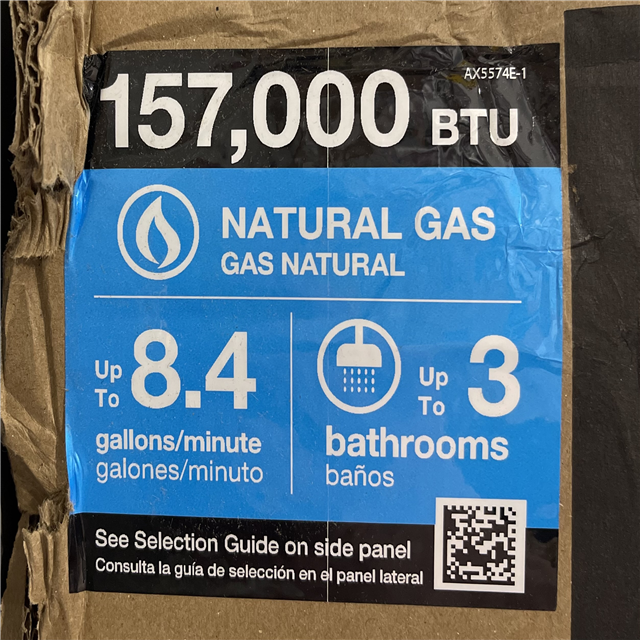 AX5574E-1
157,000 BTU
NATURAL GAS
GAS NATURAL
Up To 8.4
gallons/minute
galones/minuto
Up To 3
bathrooms
baños
See Selection Guide on side panel
Consulta la guía de selección en el panel lateral